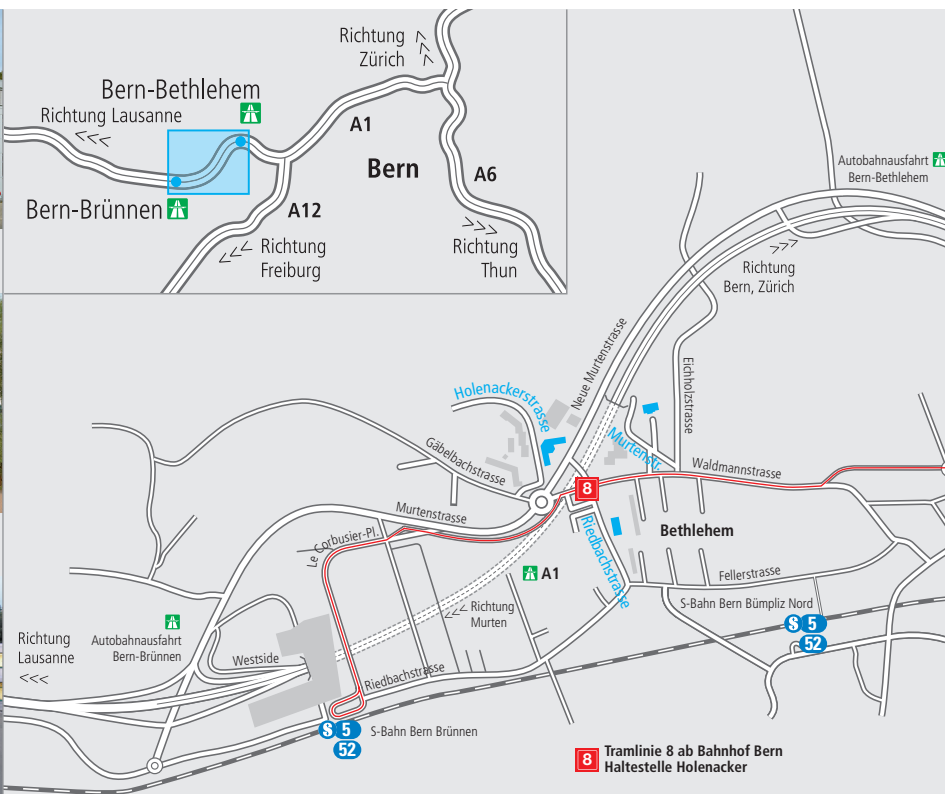 Richtung
Zürich
Bern-Bethlehem
Richtung Lausanne
<<<
A1
Bern
A6
Bern-Brünnen
A12
Richtung
Freiburg
Richtung
Thun
Autobahnausfahrt
Bern-Bethlehem
Richtung
Bern, Zürich
Neue Murtenstrasse
Eichholzstrasse
Holenackerstrasse
Murtenstr.
Gäbelbachstrasse
Waldmannstrasse
8
Murtenstrasse
Le Corbusier-Pl.
Riedbachstrasse
Bethlehem
A1
Fellerstrasse
Richtung
Murten
S-Bahn Bern Bümpliz Nord
S 5
52
Autobahnausfahrt
Bern-Brünnen
Richtung
Lausanne
<<<
Westside
Riedbachstrasse
S 5
52
S-Bahn Bern Brünnen
8
Tramlinie 8 ab Bahnhof Bern
Haltestelle Holenacker